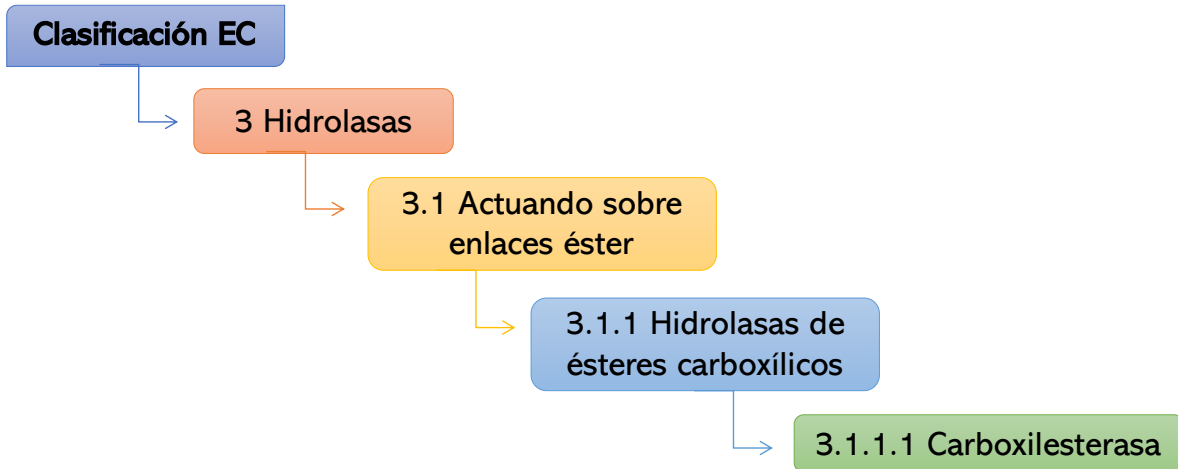 Clasificación EC
3 Hidrolasas
3.1 Actuando sobre
enlaces éster
3.1.1 Hidrolasas de
ésteres carboxílicos
3.1.1.1 Carboxilesterasa